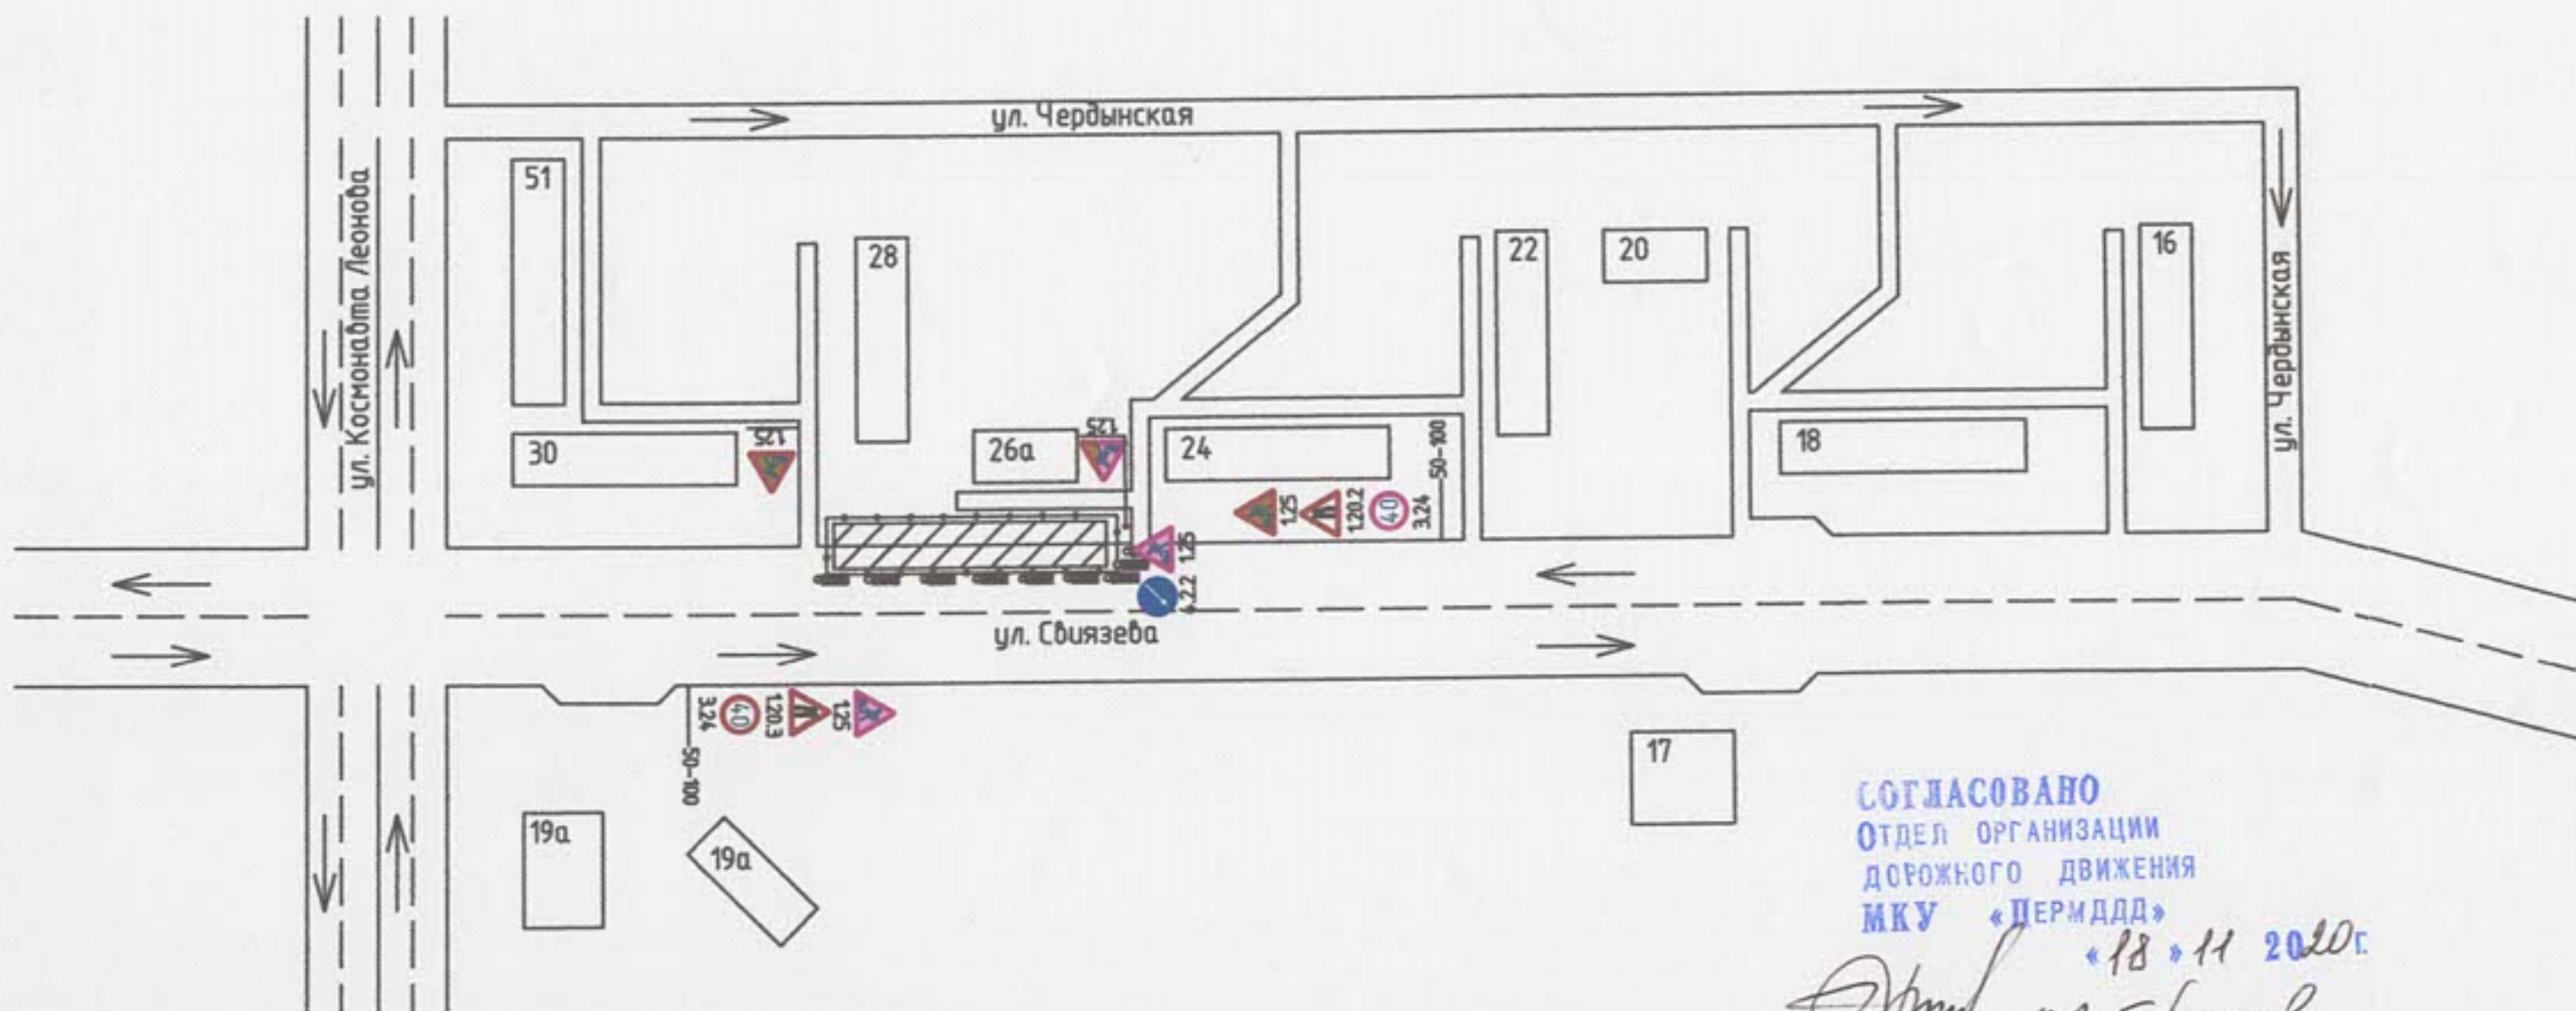 ул. Чердынская
51
ул. Космонавта Леонова
28
22
20
16
ул. Чердынская
30
1.25
26а
1.25
24
50-100
18
1.25
1.20.2
40
3.24
1.25
4.2.2
ул. Свиязева
3.24
40
1.20.3
1.25
50-100
17
19а
19а
СОГЛАСОВАНО
ОТДЕЛ ОРГАНИЗАЦИИ
ДОРОЖНОГО ДВИЖЕНИЯ
МКУ «ПЕРМДДД»
«18» 11 2020г.